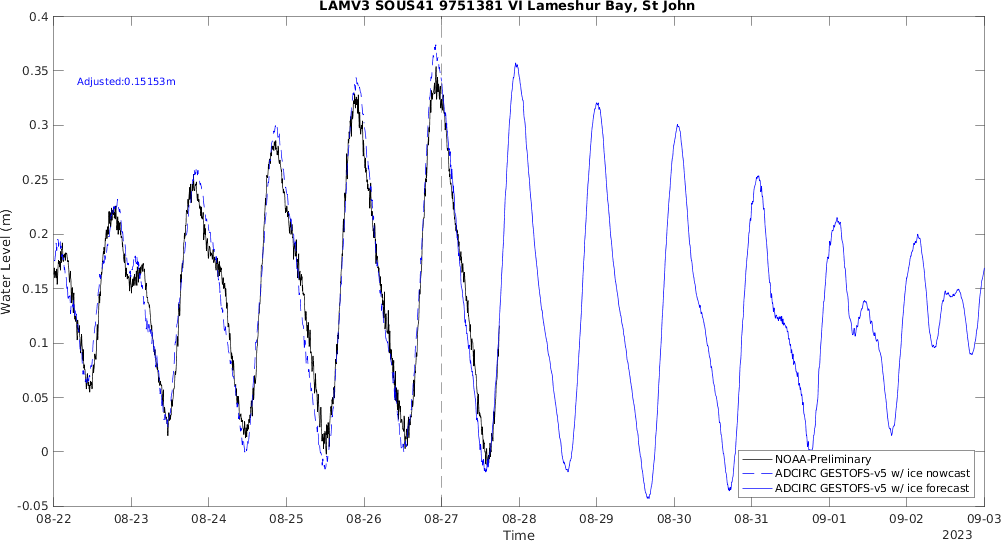 LAMV3 SOUS41 9751381 VI Lameshur Bay, St John
Adjusted:0.15153m
Water Level (m)
0.4
0.35
0.3
0.25
0.2
0.15
0.1
0.05
0
-0.05
NOAA-Preliminary
ADCIRC GESTOFS-v5 w/ ice nowcast
ADCIRC GESTOFS-v5 w/ ice forecast
08-22 08-23 08-24 08-25 08-26 08-27 08-28 08-29 08-30 08-31 09-01 09-02 09-03
Time
2023